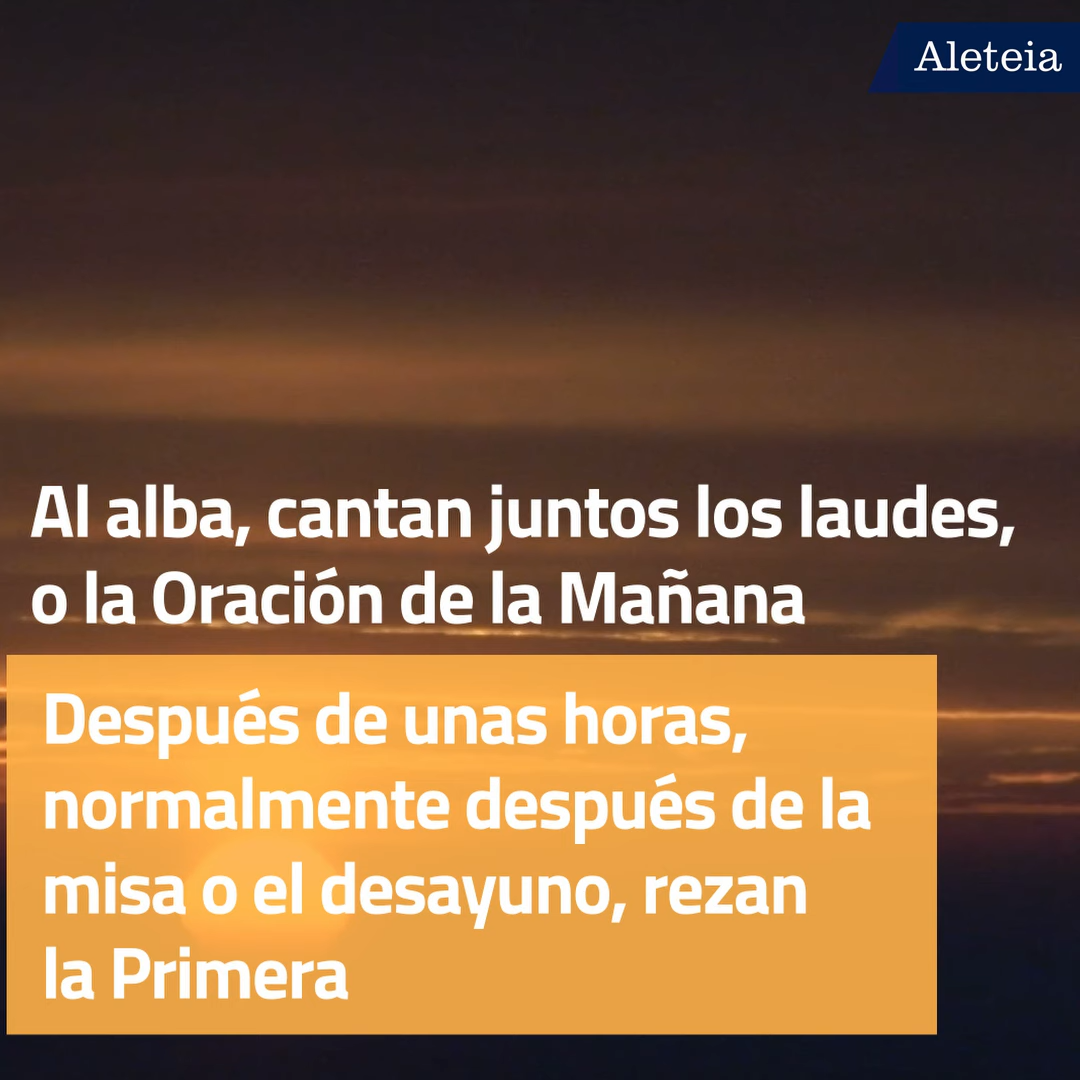 Aleteia
Al alba, cantan juntos los laudes,
o la Oración de la Mañana
Después de unas horas,
normalmente después de la
misa o el desayuno, rezan
la Primera